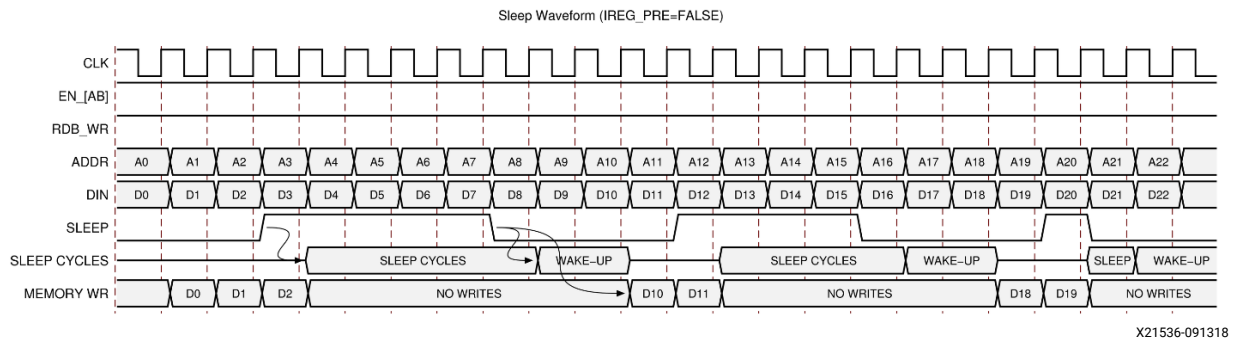 Sleep Waveform (IREG_PRE=FALSE)
CLK
EN_[AB]
RDB_WR
ADDR A0 A1 A2 A3 A4 A5 A6 A7 A8 A9 A10 A11 A12 A13 A14 A15 A16 A17 A18 A19 A20 A21 A22
DIN D0 D1 D2 D3 D4 D5 D6 D7 D8 D9 D10 D11 D12 D13 D14 D15 D16 D17 D18 D19 D20 D21 D22
SLEEP
SLEEP CYCLES SLEEP CYCLES WAKE–UP SLEEP CYCLES WAKE–UP SLEEP WAKE–UP
MEMORY WR D0 D1 D2 NO WRITES D10 D11 NO WRITES D18 D19 NO WRITES
X21536-091318